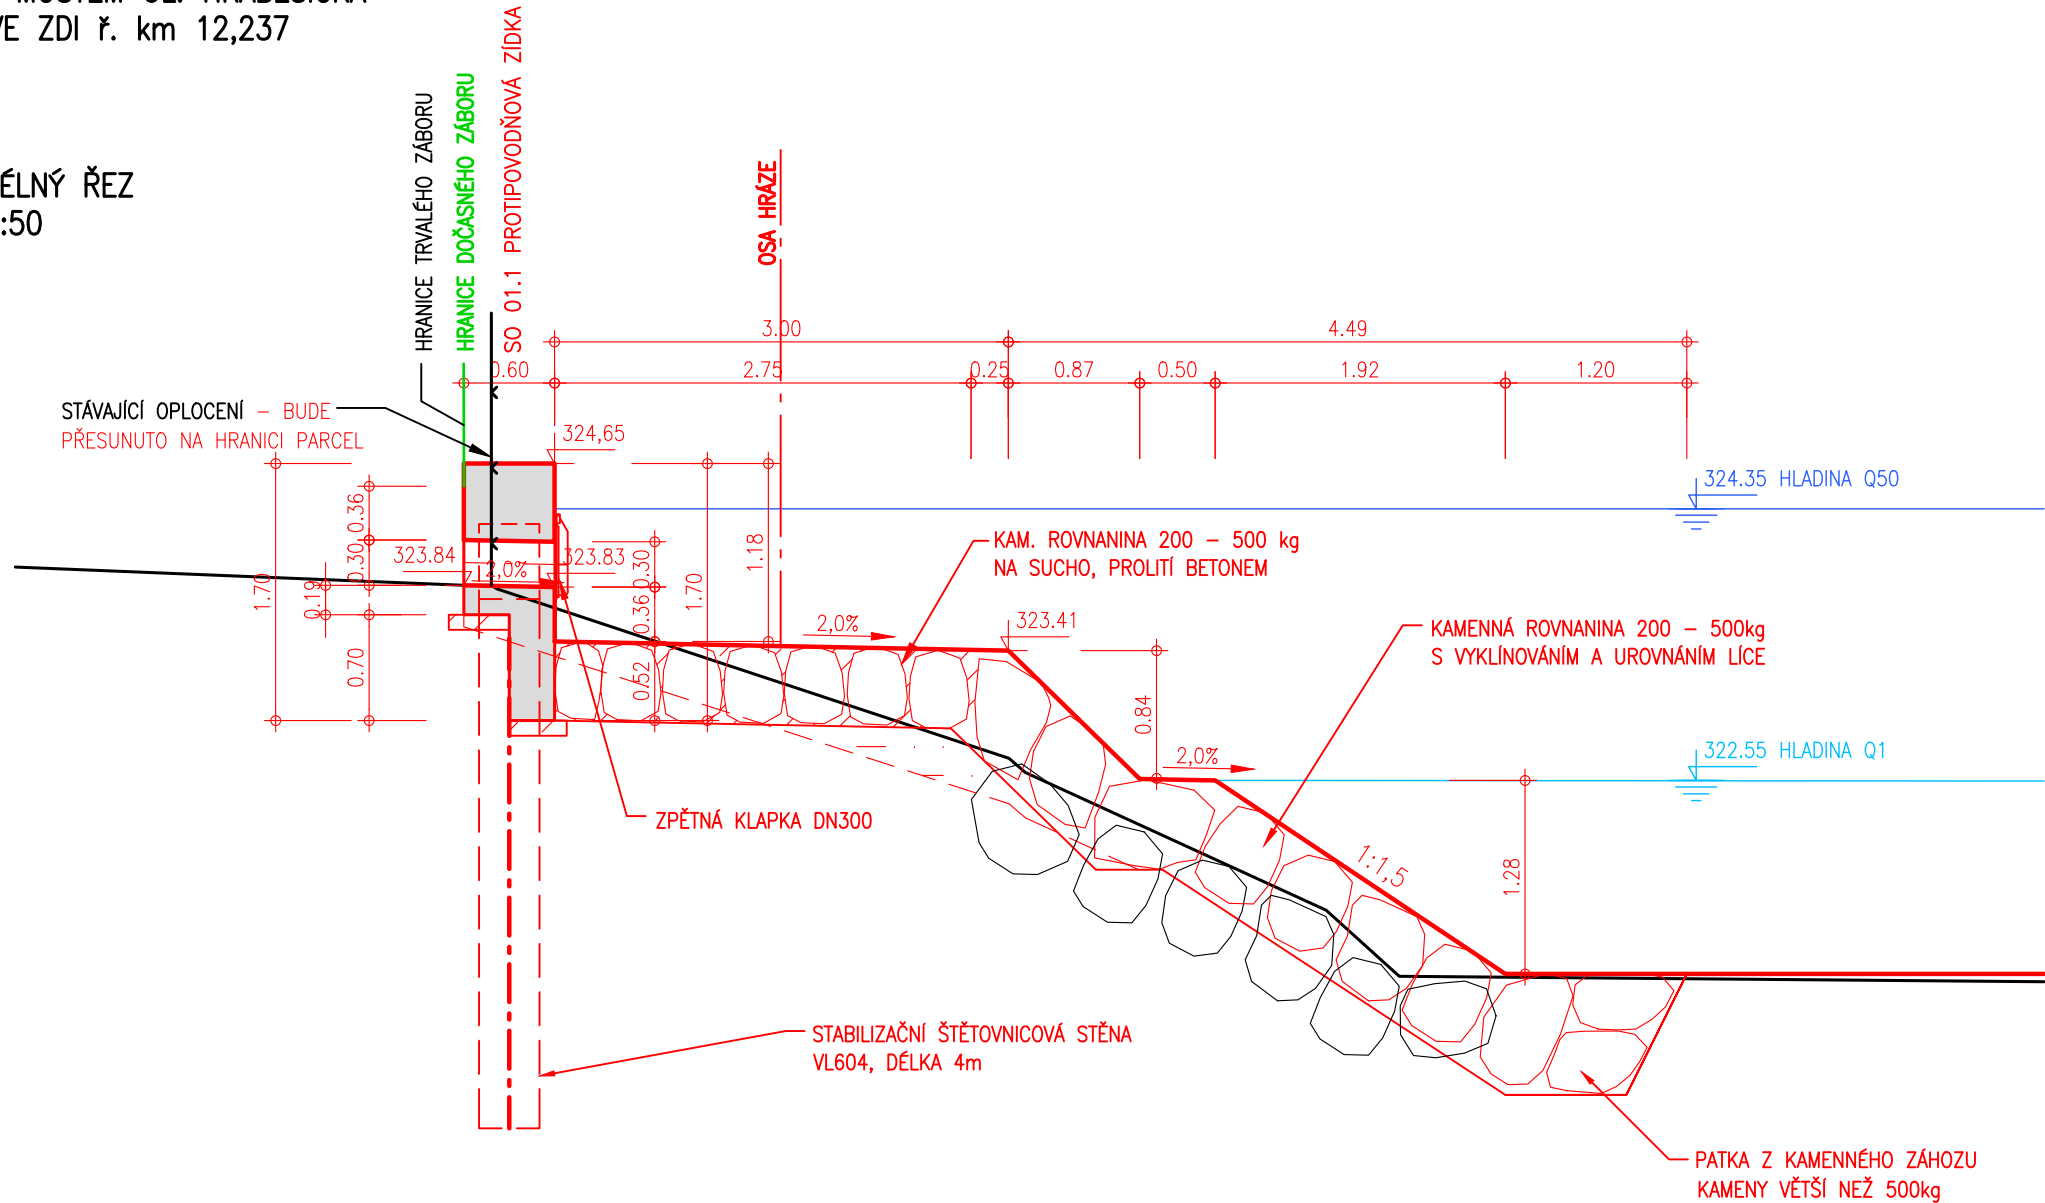 VE ZDI ř. km 12,237
ÉLNÝ ŘEZ
:50
HRANICE TRVALÉHO ZÁBORU
HRANICE DOČASNÉHO ZÁBORU
SO 01.1 PROTIPOVODŇOVÁ ZÍDKA
OSA HRÁZE
3.00
4.49
0.60
2.75
0.25
0.87
0.50
1.92
1.20
STÁVAJÍCÍ OPLOCENÍ – BUDE
PŘESUNUTO NA HRANICI PARCEL
324,65
324.35 HLADINA Q50
0.36
0.30
0.19
1.70
0.70
323.84
2,0%
323.83
0.30
0.36
0.52
1.70
1.18
KAM. ROVNANINA 200 – 500 kg
NA SUCHO, PROLITÍ BETONEM
2,0%
323.41
KAMENNÁ ROVNANINA 200 – 500kg
S VYKLÍNOVÁNÍM A UROVNÁNÍM LÍCE
0.84
2,0%
322.55 HLADINA Q1
ZPĚTNÁ KLAPKA DN300
1:1,5
1.28
STABILIZAČNÍ ŠTĚTOVNICOVÁ STĚNA
VL604, DÉLKA 4m
PATKA Z KAMENNÉHO ZÁHOZU
KAMENY VĚTŠÍ NEŽ 500kg